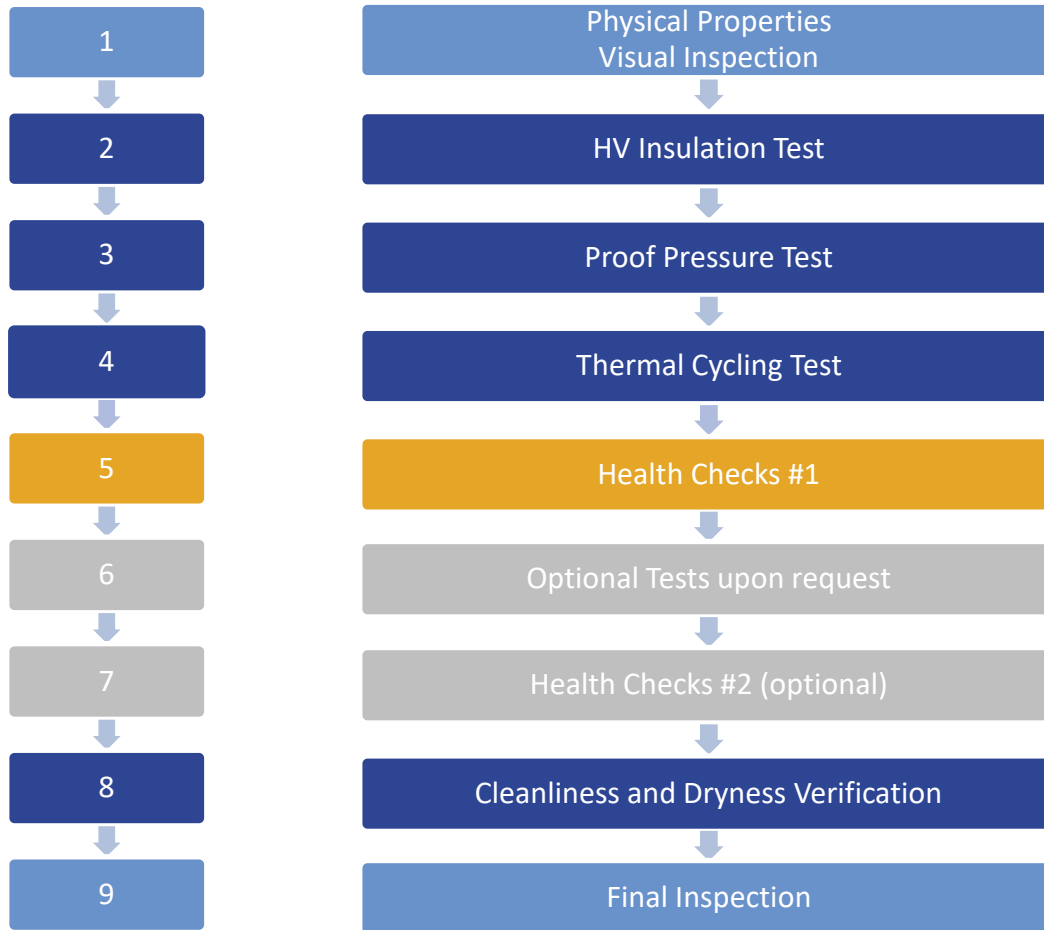 1
Physical Properties
Visual Inspection
2
HV Insulation Test
3
Proof Pressure Test
4
Thermal Cycling Test
5
Health Checks #1
6
Optional Tests upon request
7
Health Checks #2 (optional)
8
Cleanliness and Dryness Verification
9
Final Inspection